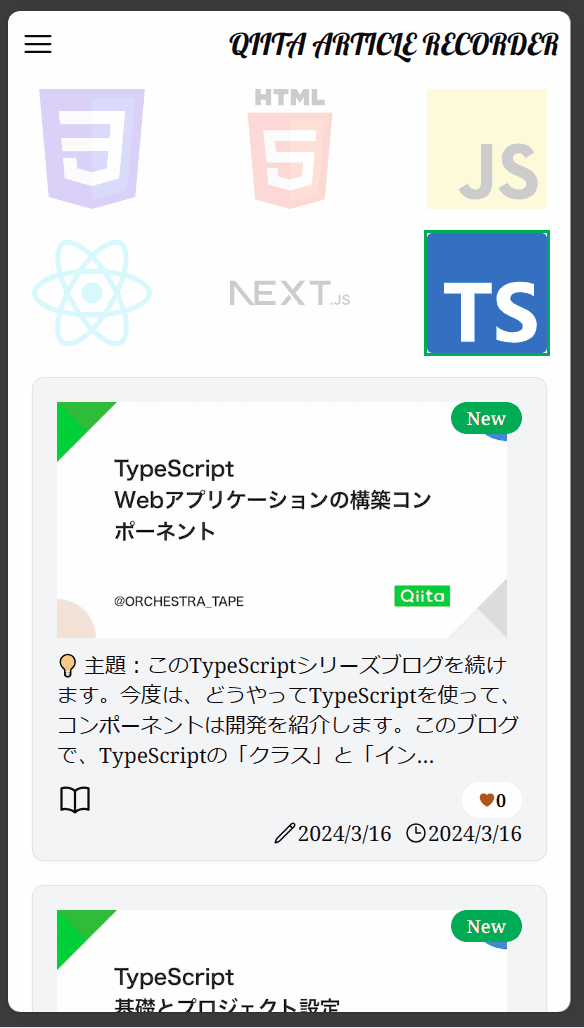 QIITA ARTICLE RECORDER
HTML
JS
NEXT.JS
TS
New
TypeScript
Webアプリケーションの構築コン
ポーネント
@ORCHESTRA_TAPE
Qiita
主題：このTypeScriptシリーズブログを続け
ます。今度は、どうやってTypeScriptを使って、
コンポーネントは開発を紹介します。このブログ
で、TypeScriptの「クラス」と「イン...
0
2024/3/16 2024/3/16
New
TypeScript
基礎とプロジェクト設定